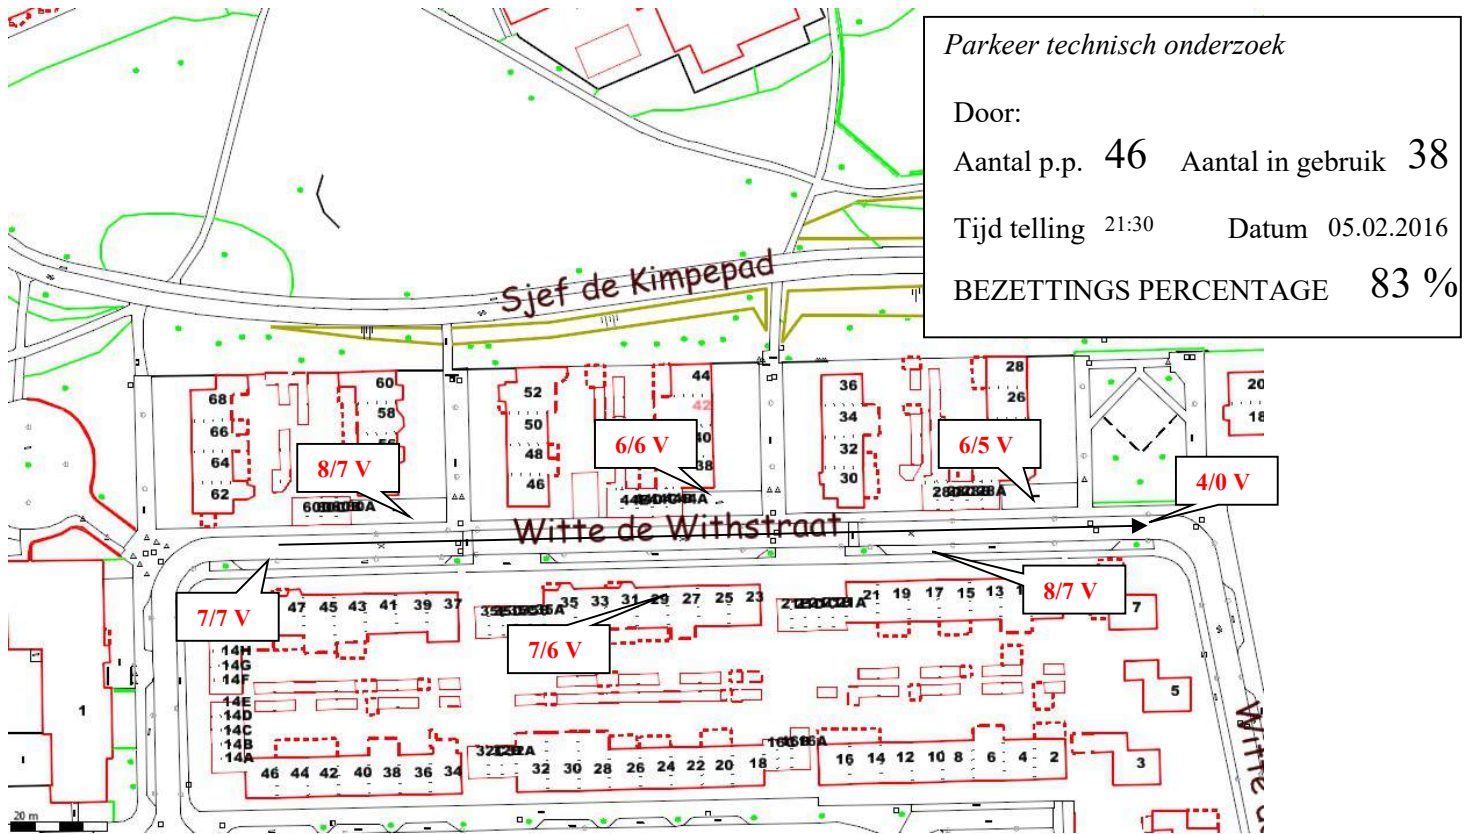 Parkeer technisch onderzoek
Door:
Aantal p.p. 46 Aantal in gebruik 38
Tijd telling 21:30 Datum 05.02.2016
BEZETTINGS PERCENTAGE 83 %
Sjef de Kimpepad
68
66
64
62
60
58
8/7 V
52
50
48
46
44
42
40
38
6/6 V
36
34
32
30
28
26
6/5 V
20
18
4/0 V
Witte de Withstraat
7/7 V
47 45 43 41 39 37
35 33 31 29 27 25 23
7/6 V
21 19 17 15 13
8/7 V
7
5
3
1
14H
14G
14F
14E
14D
14C
14B
14A
46 44 42 40 38 36 34
32 30 28 26 24 22 20 18
16 14 12 10 8 6 4 2
20 m